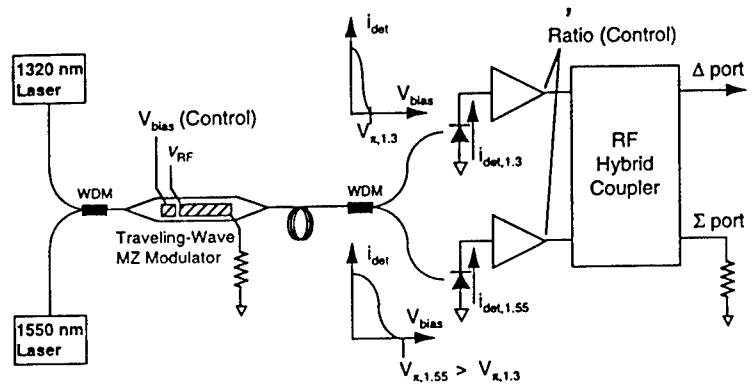 i_det
,
Ratio (Control)
1320 nm
Laser
V_bias
Δ port
V_bias (Control)
V_π,1.3
v_RF
i_det,1.3
RF
Hybrid
Coupler
WDM
WDM
Traveling-Wave
MZ Modulator
Σ port
i_det
i_det,1.55
1550 nm
Laser
V_bias
V_π,1.55 > V_π,1.3